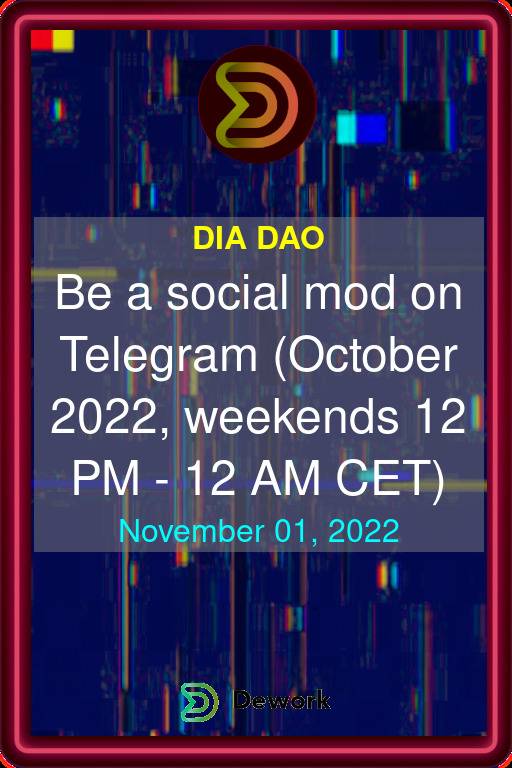 DIA DAO
Be a social mod on
Telegram (October
2022, weekends 12
PM - 12 AM CET)
November 01, 2022
Dework